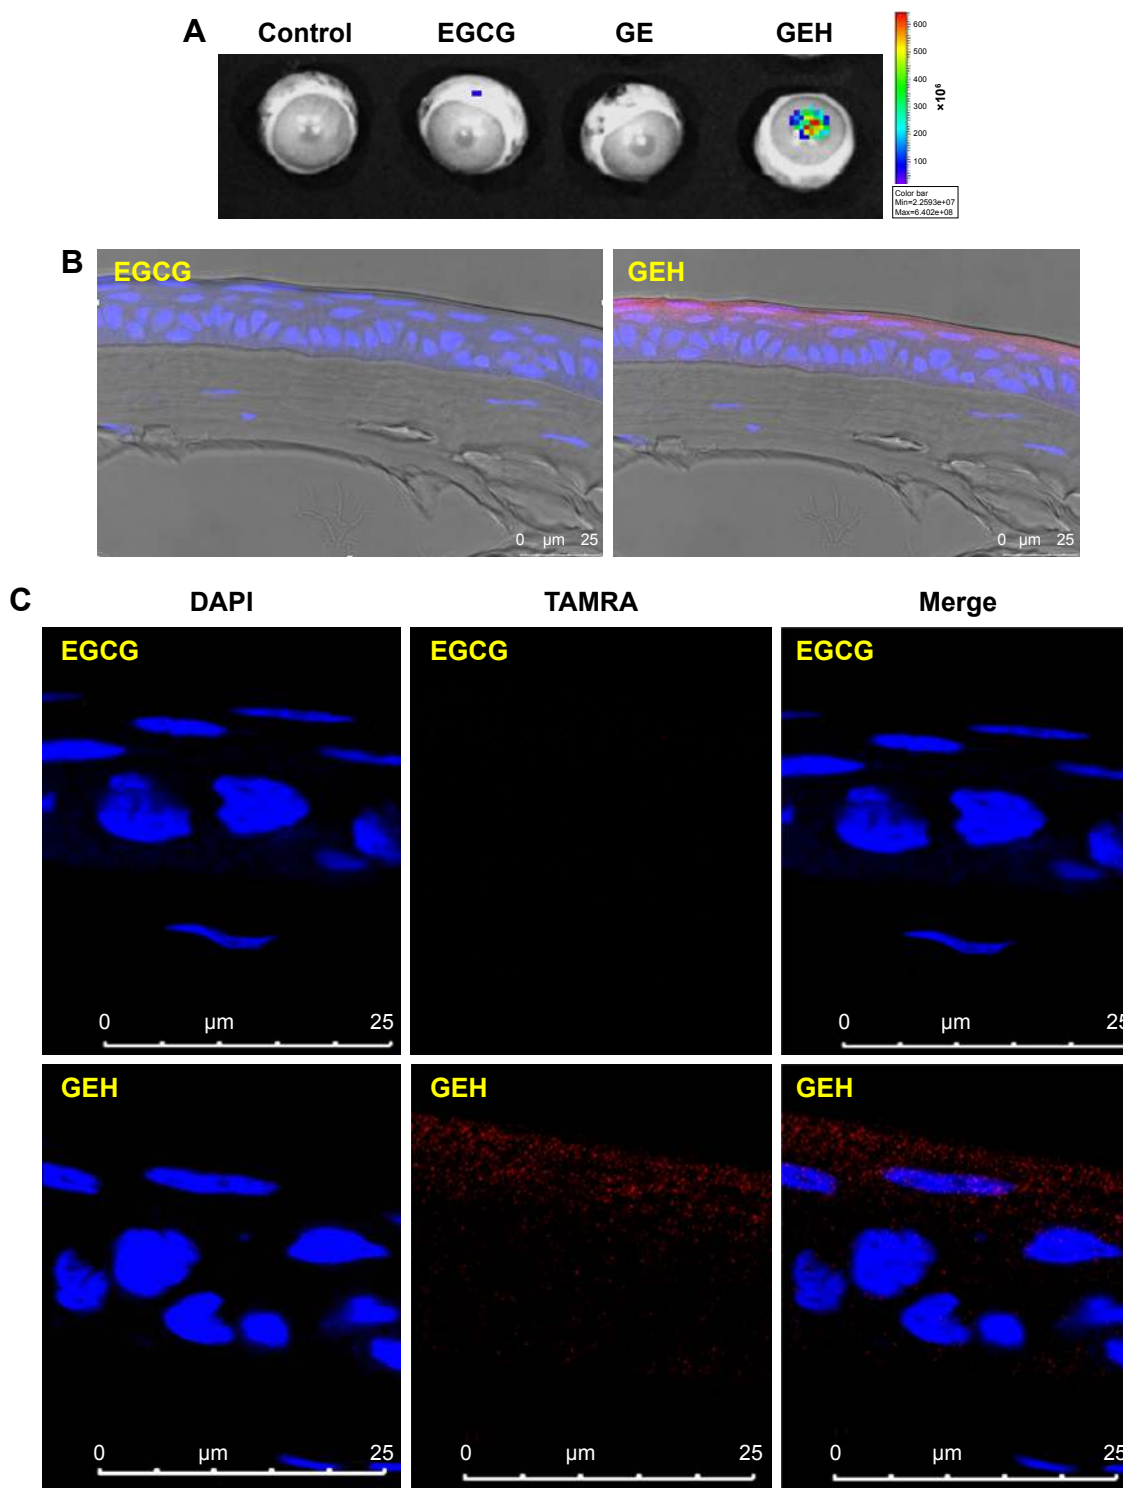 A
Control
EGCG
GE
GEH
600
500
400
300
200
100
×10⁶
Color bar
Min=2.2593e+07
Max=6.402e+08
B
EGCG
GEH
0 µm 25
0 µm 25
C
DAPI
TAMRA
Merge
EGCG
EGCG
EGCG
0 µm 25
0 µm 25
GEH
GEH
GEH
0 µm 25
0 µm 25
0 µm 25